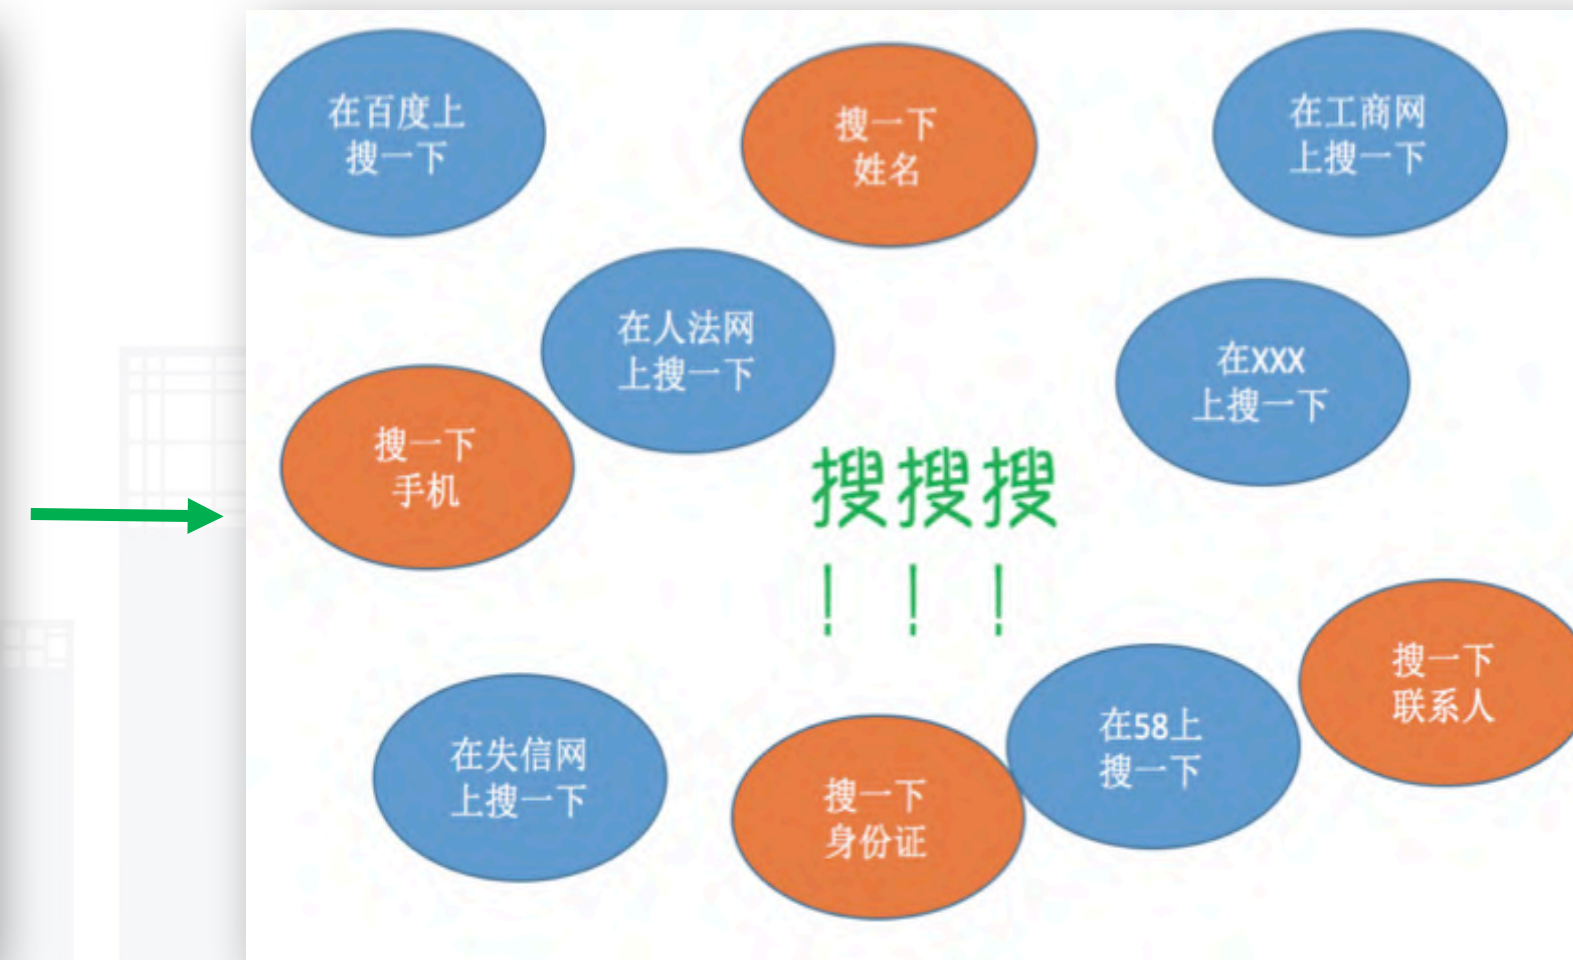 在百度上
搜一下
搜一下
姓名
在工商网
上搜一下
在人法网
上搜一下
在XXX
上搜一下
搜一下
手机
搜搜搜
！！！
搜一下
联系人
在失信网
上搜一下
搜一下
身份证
在58上
搜一下